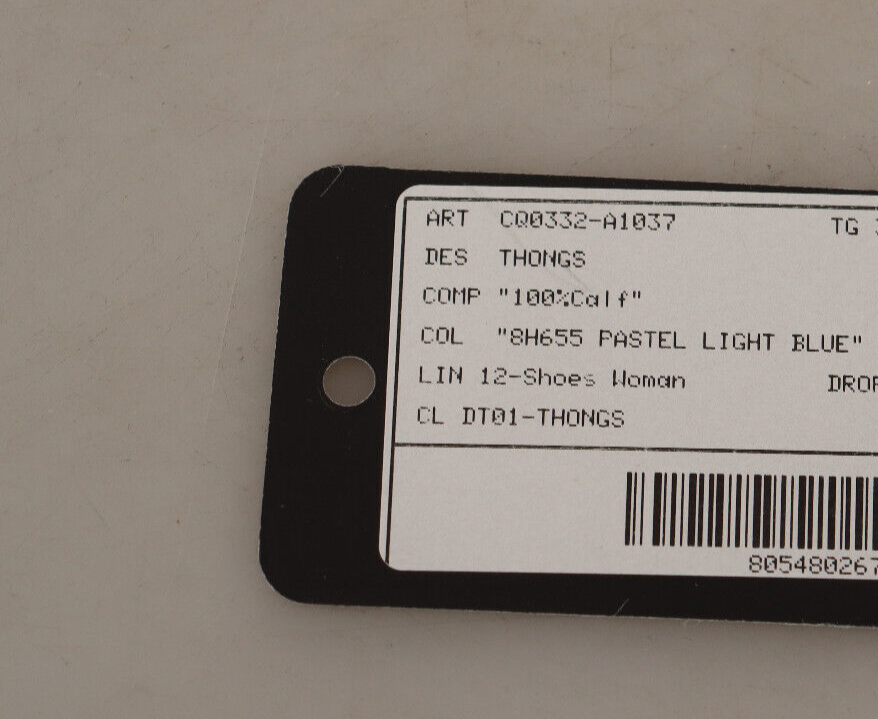 ART CQ0332-A1037 TG
DES THONGS
COMP "100%Calf"
COL "8H655 PASTEL LIGHT BLUE"
LIN 12-Shoes Woman DROP
CL DT01-THONGS
805480267